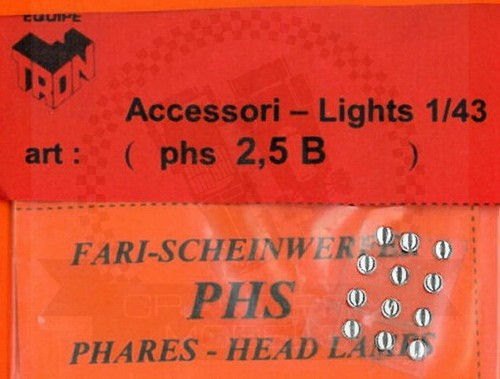 EQUIPE
TRON
Accessori – Lights 1/43
art : ( phs 2,5 B )
FARI-SCHEINWERFER
PHS
PHARES - HEAD LAMPS